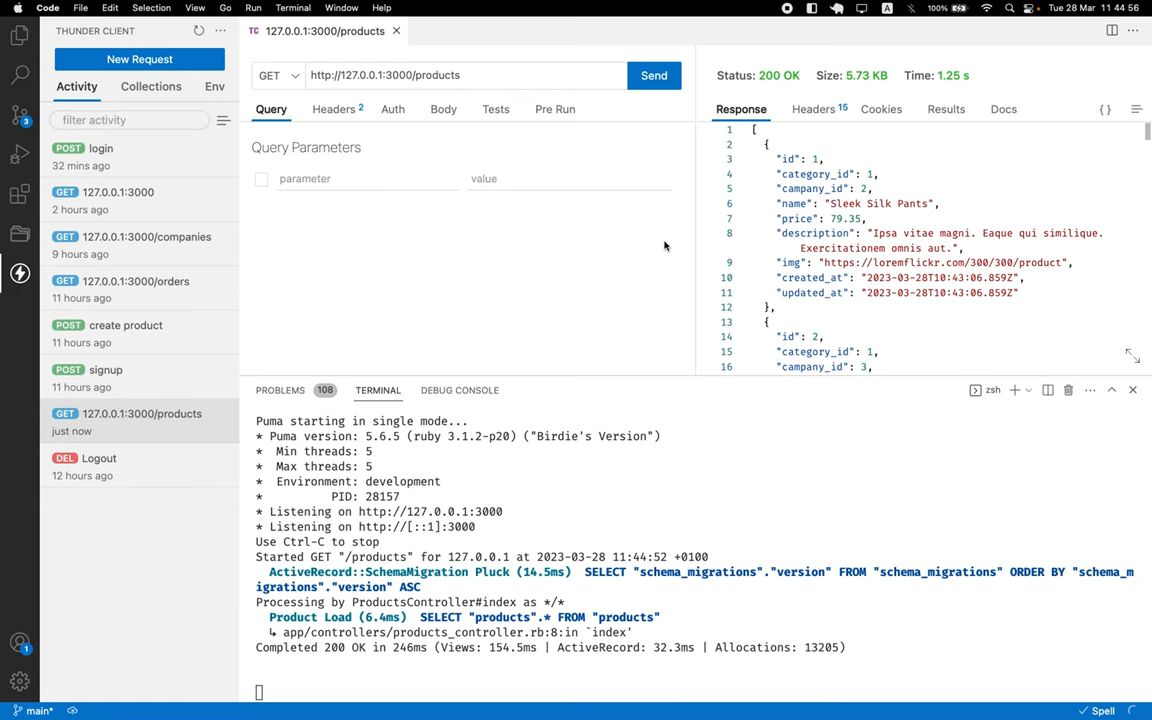 Code File Edit Selection View Go Run Terminal Window Help
A 100% Tue 28 Mar 11 44 56
THUNDER CLIENT
New Request
Activity Collections Env
filter activity
POST login
32 mins ago
GET 127.0.0.1:3000
2 hours ago
GET 127.0.0.1:3000/companies
9 hours ago
GET 127.0.0.1:3000/orders
11 hours ago
POST create product
11 hours ago
POST signup
11 hours ago
GET 127.0.0.1:3000/products
just now
DEL Logout
12 hours ago
3
1
TC 127.0.0.1:3000/products
GET http://127.0.0.1:3000/products Send
Query Headers 2 Auth Body Tests Pre Run
Query Parameters
parameter value
Status: 200 OK Size: 5.73 KB Time: 1.25 s
Response Headers 15 Cookies Results Docs { }
1 [
2 {
3 "id": 1,
4 "category_id": 1,
5 "campany_id": 2,
6 "name": "Sleek Silk Pants",
7 "price": 79.35,
8 "description": "Ipsa vitae magni. Eaque qui similique.
Exercitationem omnis aut.",
9 "img": "https://loremflickr.com/300/300/product",
10 "created_at": "2023-03-28T10:43:06.859Z",
11 "updated_at": "2023-03-28T10:43:06.859Z"
12 },
13 {
14 "id": 2,
15 "category_id": 1,
16 "campany_id": 3,
PROBLEMS 108 TERMINAL DEBUG CONSOLE
zsh
Puma starting in single mode...
* Puma version: 5.6.5 (ruby 3.1.2-p20) ("Birdie's Version")
* Min threads: 5
* Max threads: 5
* Environment: development
* PID: 28157
* Listening on http://127.0.0.1:3000
* Listening on http://[::1]:3000
Use Ctrl-C to stop
Started GET "/products" for 127.0.0.1 at 2023-03-28 11:44:52 +0100
ActiveRecord::SchemaMigration Pluck (14.5ms) SELECT "schema_migrations"."version" FROM "schema_migrations" ORDER BY "schema_m
igrations"."version" ASC
Processing by ProductsController#index as */*
Product Load (6.4ms) SELECT "products".* FROM "products"
↳ app/controllers/products_controller.rb:8:in `index'
Completed 200 OK in 246ms (Views: 154.5ms | ActiveRecord: 32.3ms | Allocations: 13205)
main* Spell